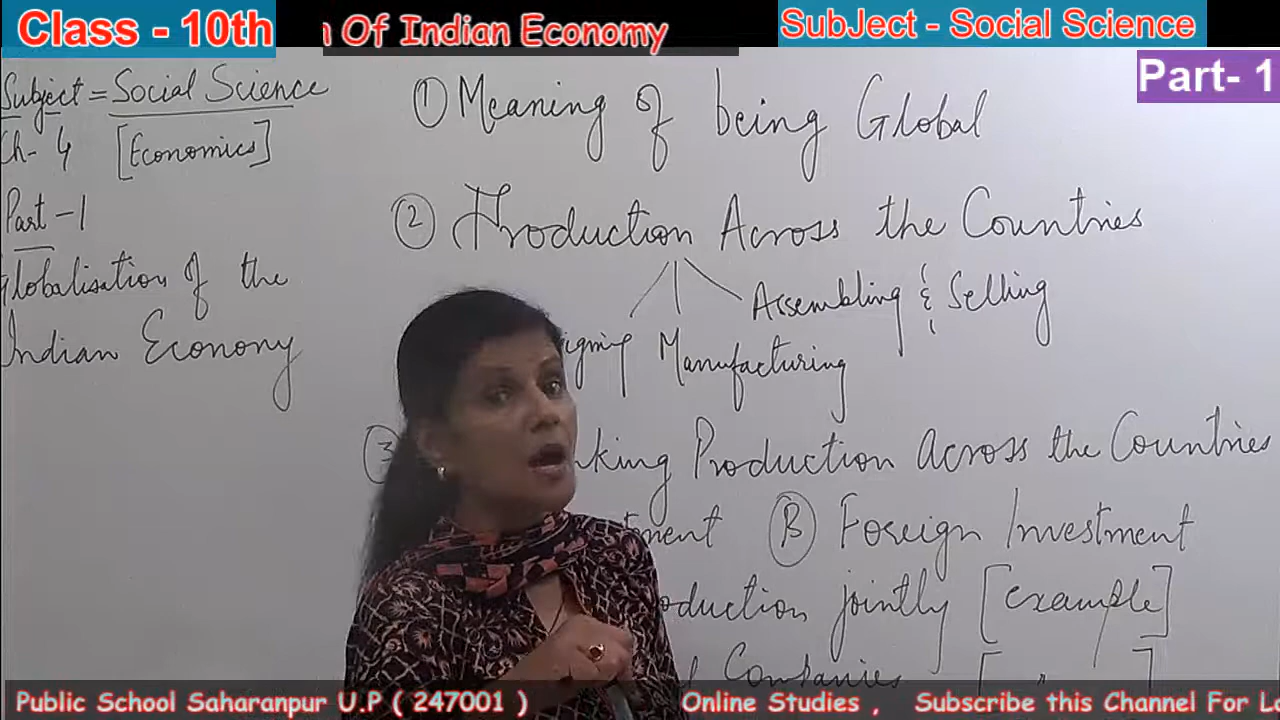 Class - 10th
Of Indian Economy
SubJect - Social Science
Part- 1
Subject = Social Science
Ch- 4 [Economics]
Part -1
Globalisation of the
Indian Economy
① Meaning of being Global
② Production Across the Countries
Assembling & Selling
Manufacturing
③ Production Across the Countries
Ⓑ Foreign Investment
jointly [example]
Companies [ " ]
Public School Saharanpur U.P ( 247001 )
Online Studies , Subscribe this Channel For